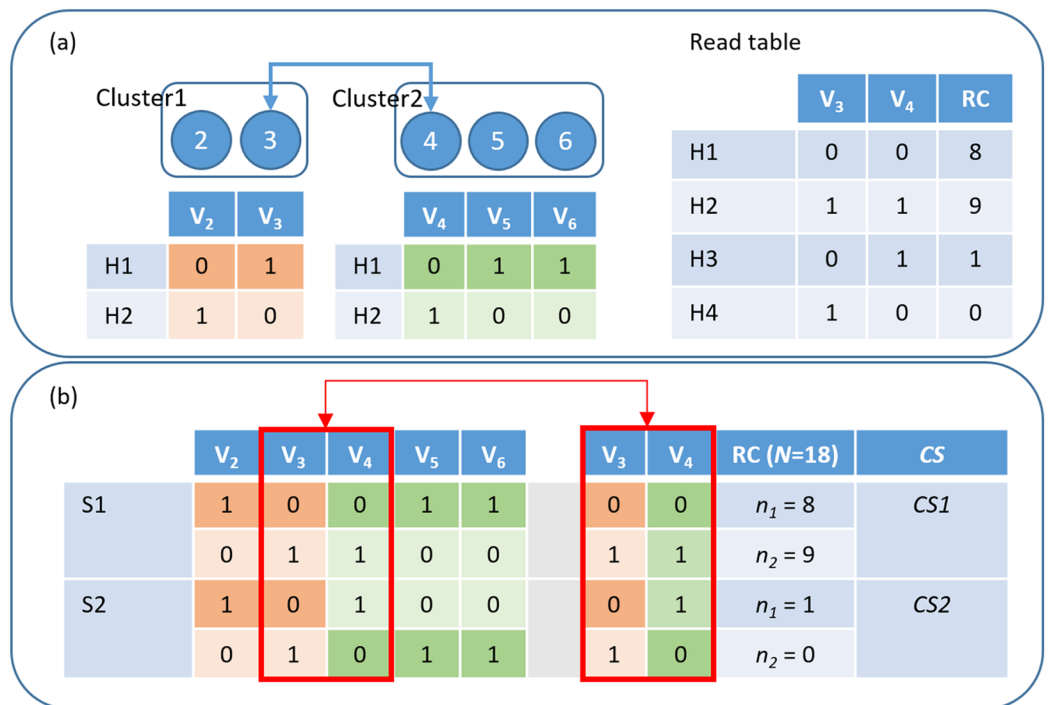 (a)
Read table
Cluster1 Cluster2
2 3 4 5 6
V3 V4 RC
H1 0 0 8
H2 1 1 9
H3 0 1 1
H4 1 0 0
V2 V3
H1 0 1
H2 1 0
V4 V5 V6
H1 0 1 1
H2 1 0 0
(b)
V2 V3 V4 V5 V6 V3 V4 RC (N=18) CS
S1 1 0 0 1 1 0 0 n1 = 8 CS1
0 1 1 0 0 1 1 n2 = 9
S2 1 0 1 0 0 0 1 n1 = 1 CS2
0 1 0 1 1 1 0 n2 = 0